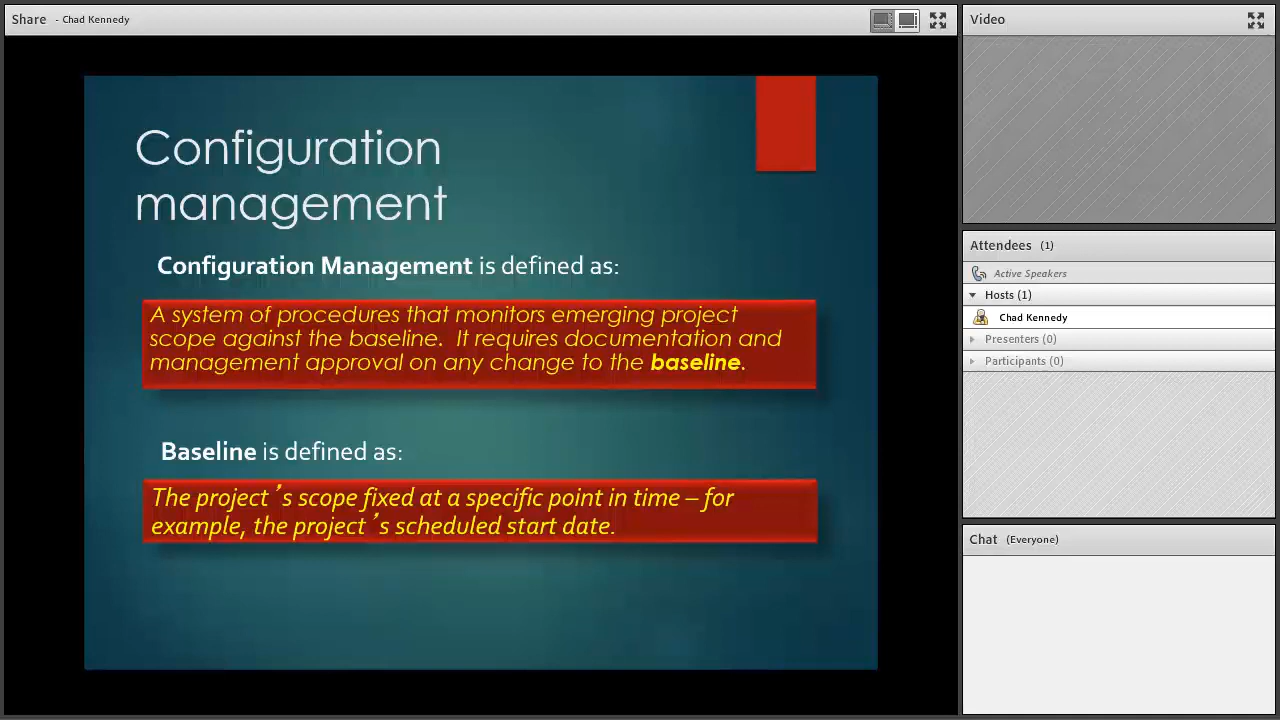 Share - Chad Kennedy
Configuration
management
Configuration Management is defined as:
A system of procedures that monitors emerging project
scope against the baseline. It requires documentation and
management approval on any change to the baseline.
Baseline is defined as:
The project ’s scope fixed at a specific point in time – for
example, the project ’s scheduled start date.
Video
Attendees (1)
Active Speakers
Hosts (1)
Chad Kennedy
Presenters (0)
Participants (0)
Chat (Everyone)